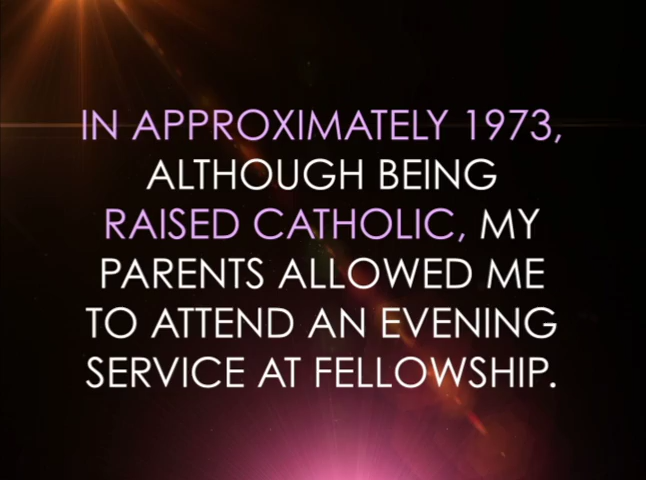 IN APPROXIMATELY 1973,
ALTHOUGH BEING
RAISED CATHOLIC, MY
PARENTS ALLOWED ME
TO ATTEND AN EVENING
SERVICE AT FELLOWSHIP.